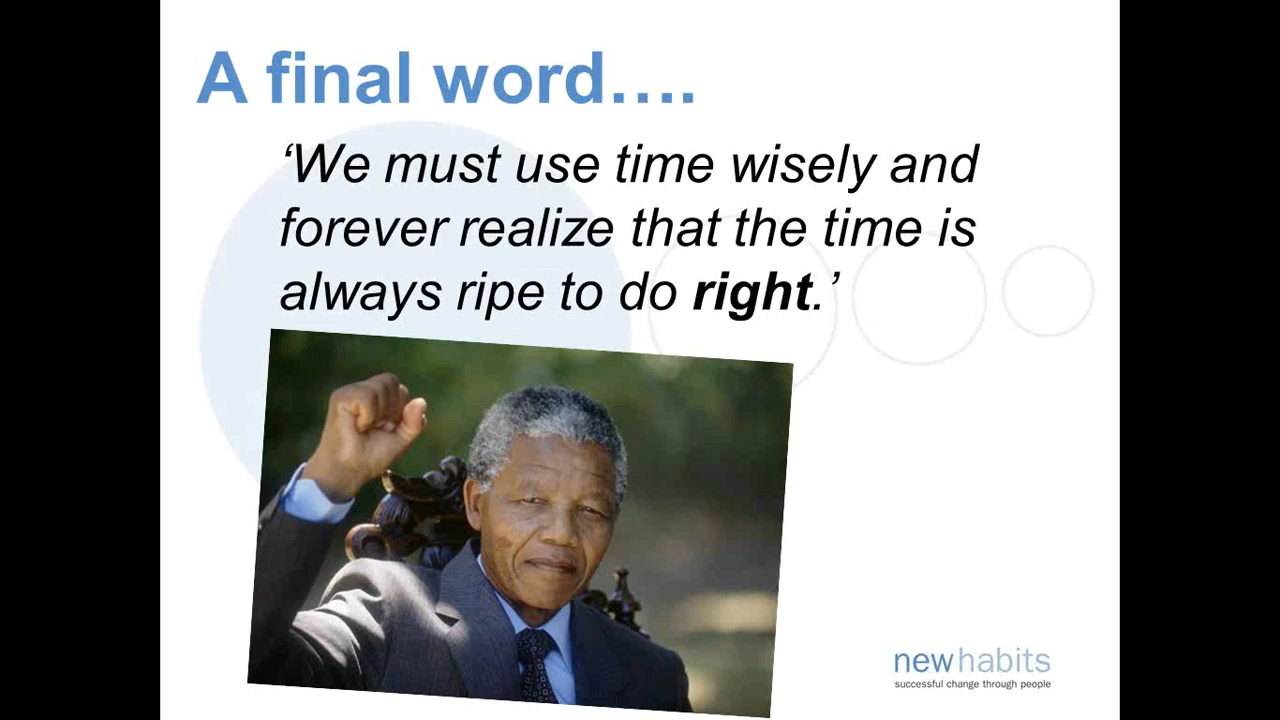 A final word….
‘We must use time wisely and
forever realize that the time is
always ripe to do right.’
newhabits
successful change through people